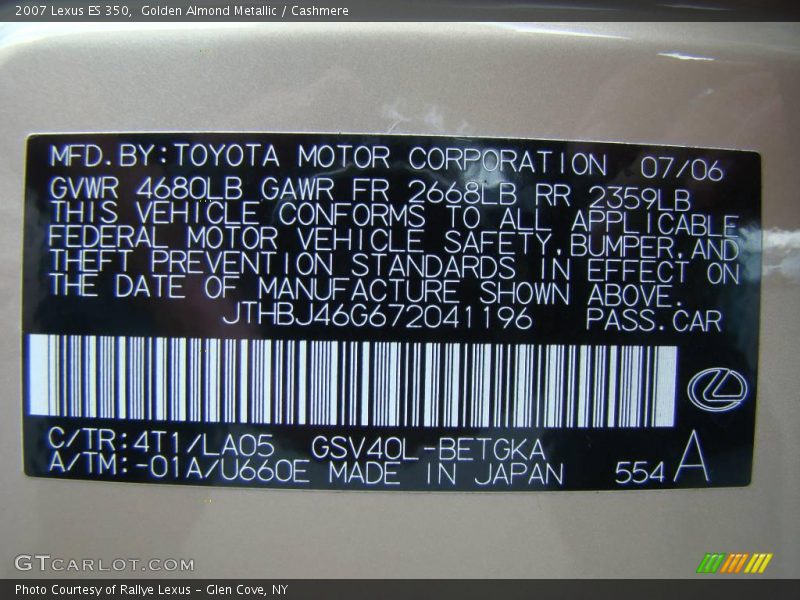 2007 Lexus ES 350,  Golden Almond Metallic / Cashmere
MFD.BY:TOYOTA MOTOR CORPORATION 07/06
GVWR 4680LB GAWR FR 2668LB RR 2359LB
THIS VEHICLE CONFORMS TO ALL APPLICABLE
FEDERAL MOTOR VEHICLE SAFETY,BUMPER,AND
THEFT PREVENTION STANDARDS IN EFFECT ON
THE DATE OF MANUFACTURE SHOWN ABOVE.
JTHBJ46G672041196 PASS.CAR
C/TR:4T1/LA05 GSV40L-BETGKA
A/TM:-01A/U660E MADE IN JAPAN 554 A
GTCARLOT.COM
Photo Courtesy of Rallye Lexus - Glen Cove, NY